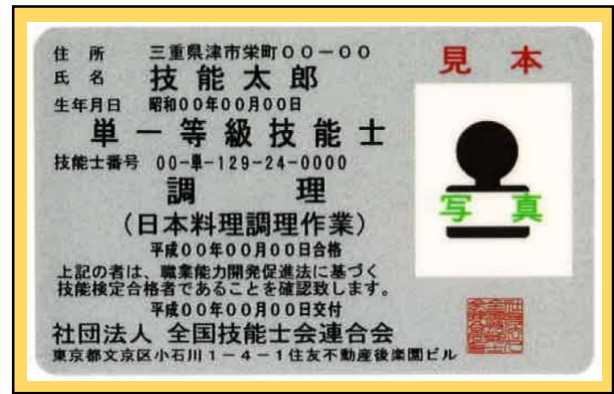 住所 三重県津市栄町００－００
氏名 技能太郎
生年月日 昭和００年００月００日
単一等級技能士
技能士番号 00-単-129-24-0000
調理
（日本料理調理作業）
平成００年００月００日合格
上記の者は、職業能力開発促進法に基づく
技能検定合格者であることを確認致します。
平成００年００月００日交付
社団法人 全国技能士会連合会
東京都文京区小石川１－４－１住友不動産後楽園ビル
見本
写真